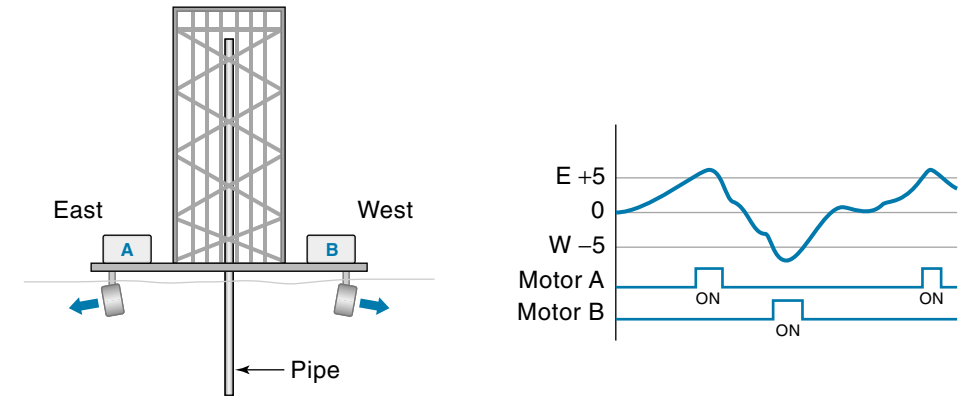 East
West
A
B
Pipe
E +5
0
W −5
Motor A
ON
ON
Motor B
ON